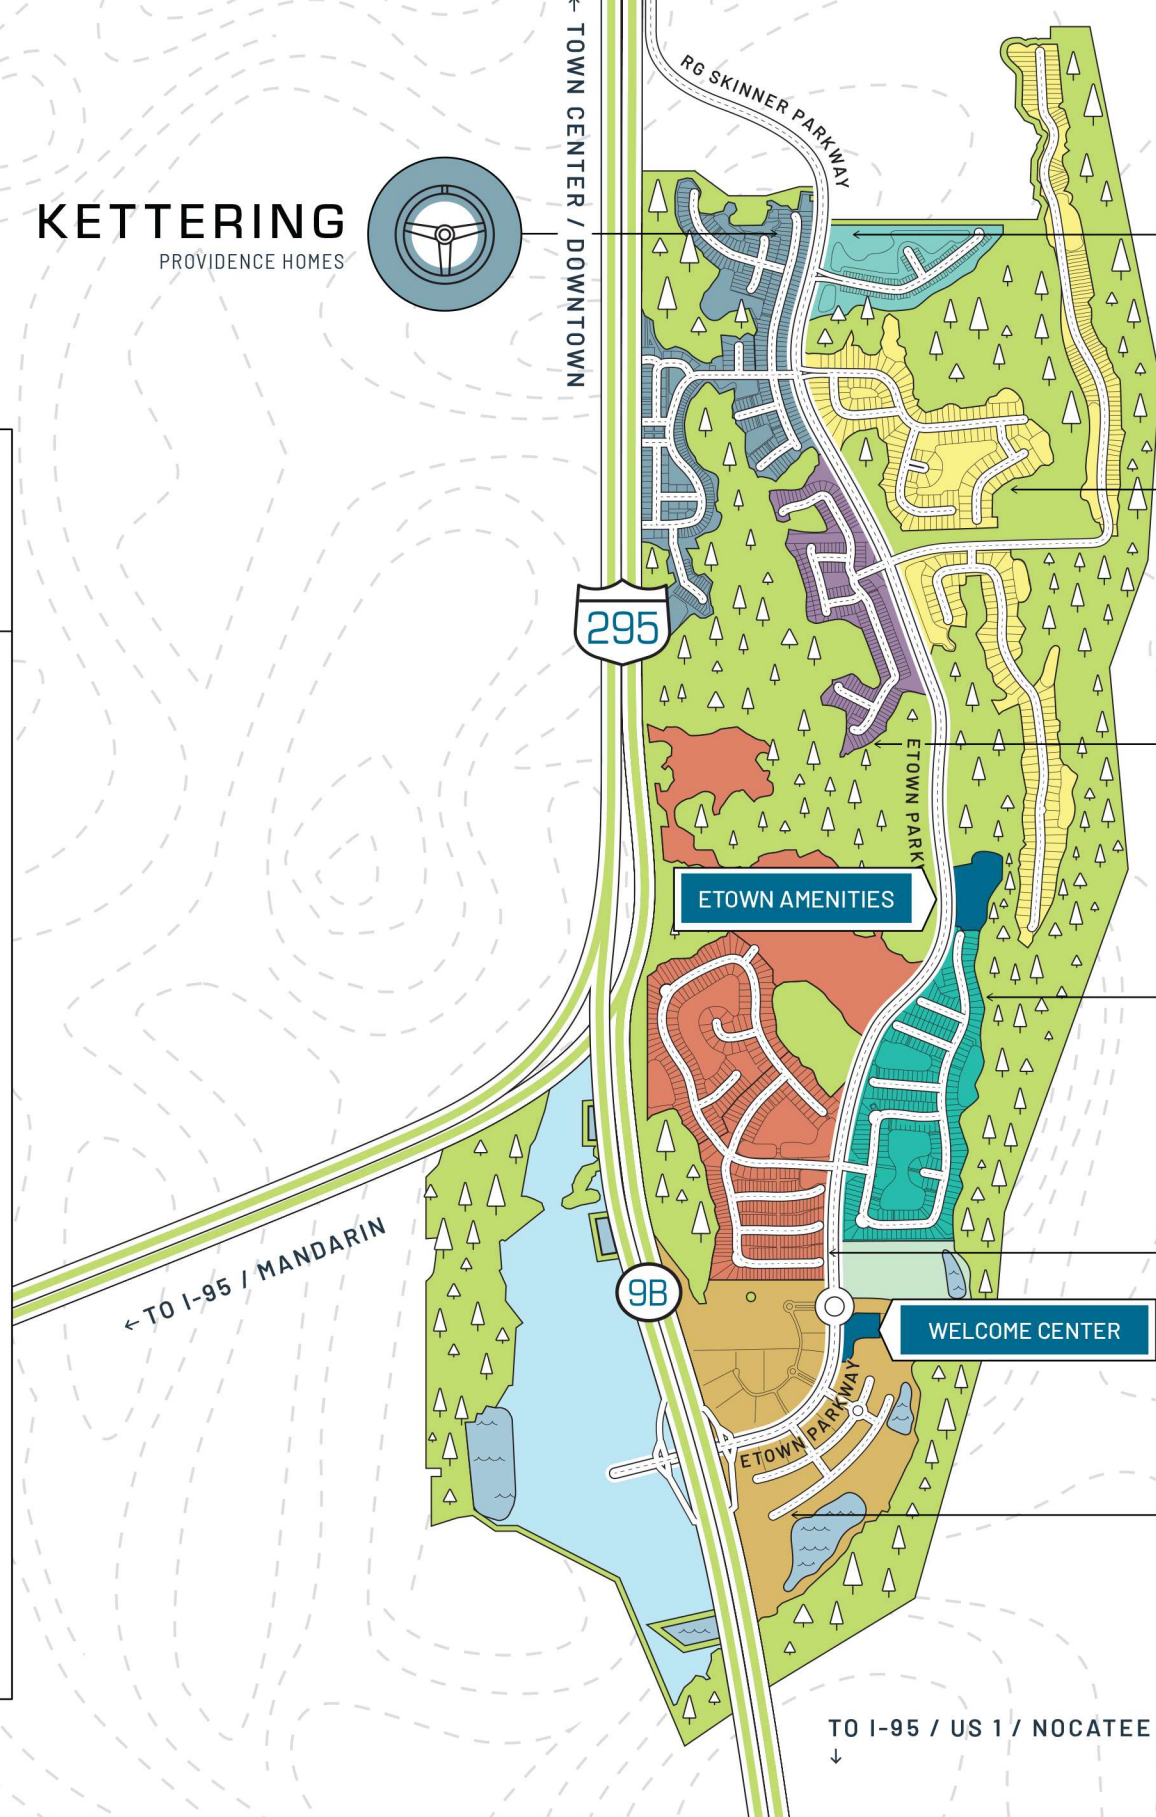 ← TOWN CENTER / DOWNTOWN
RG SKINNER PARKWAY
KETTERING
PROVIDENCE HOMES
295
ETOWN PARK
ETOWN AMENITIES
← TO I-95 / MANDARIN
9B
WELCOME CENTER
ETOWN PARKWAY
TO I-95 / US 1 / NOCATEE
↓